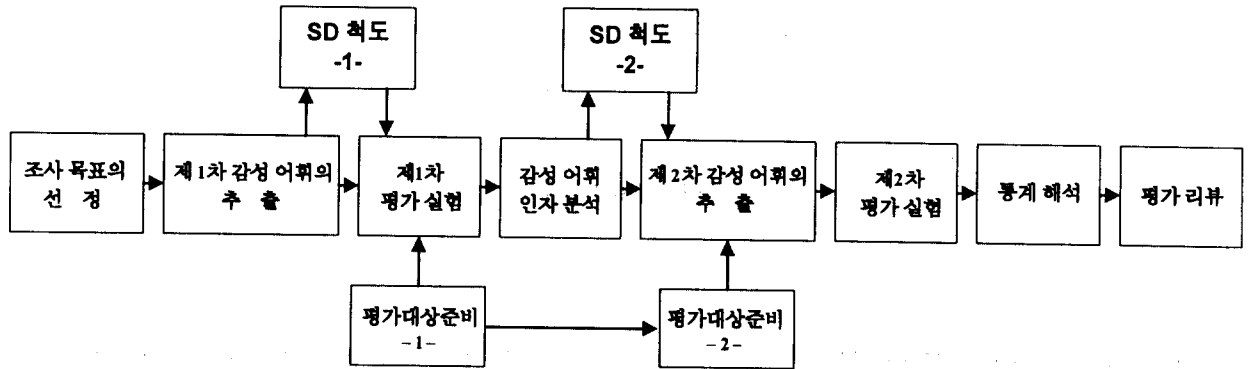 SD 척도
-1-
SD 척도
-2-
조사 목표의
선 정
제 1차 감성 어휘의
추 출
제1차
평가 실험
감성 어휘
인자 분석
제 2차 감성 어휘의
추 출
제2차
평가 실험
통계 해석
평가 리뷰
평가대상준비
– 1 –
평가대상준비
– 2 –